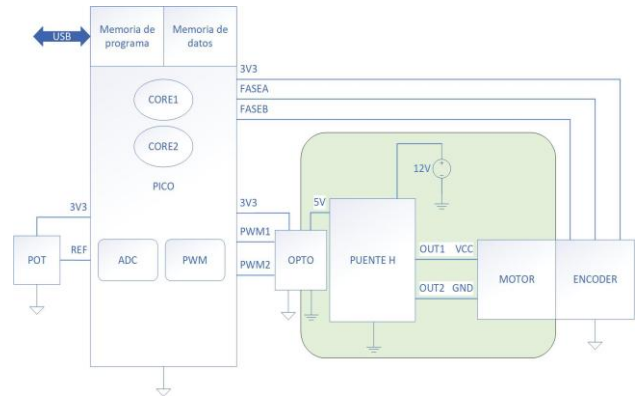 USB
Memoria de
programa
Memoria de
datos
3V3
FASEA
FASEB
CORE1
CORE2
PICO
12V
3V3
REF
POT
ADC
PWM
3V3
PWM1
PWM2
5V
OPTO
PUENTE H
OUT1 VCC
OUT2 GND
MOTOR
ENCODER